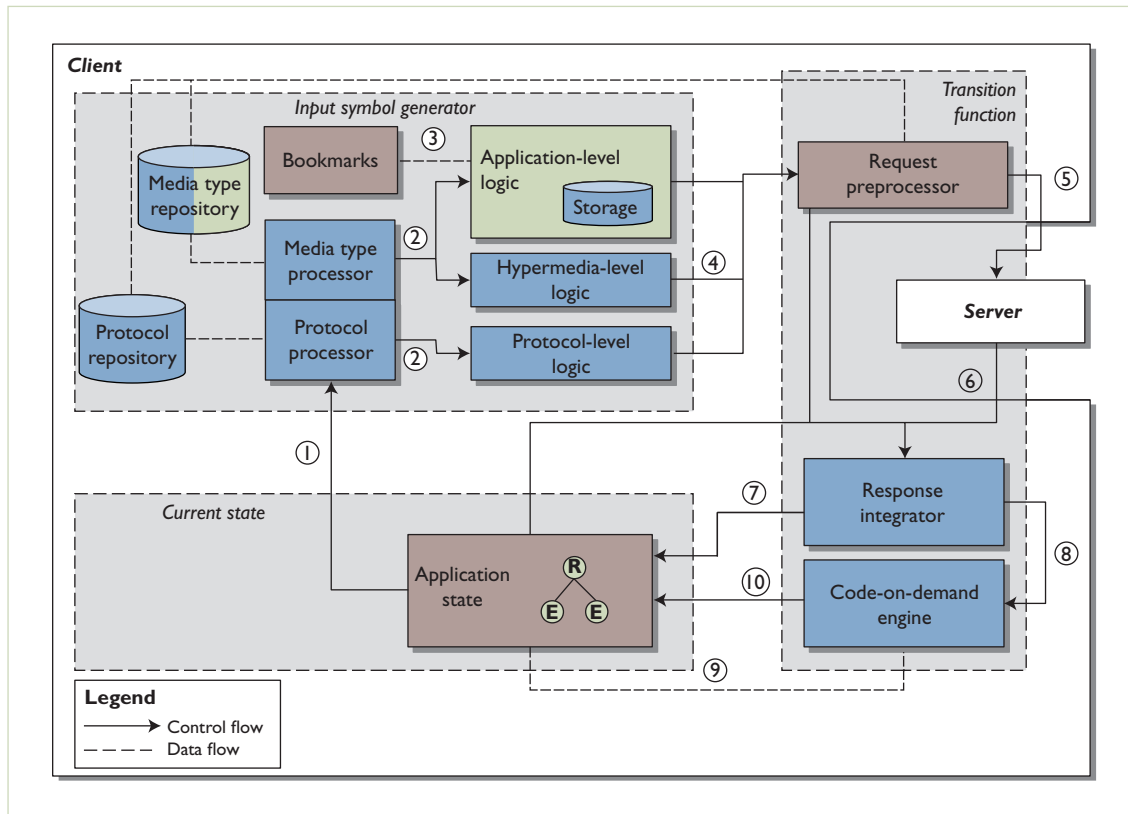 Client
Input symbol generator
Transition
function
Media type
repository
Bookmarks
③
Application-level
logic
Storage
Request
preprocessor
⑤
Media type
processor
②
Hypermedia-level
logic
④
Protocol
repository
Protocol
processor
②
Protocol-level
logic
Server
⑥
①
Current state
Application
state
R
E
E
⑦
Response
integrator
⑧
⑩
Code-on-demand
engine
⑨
Legend
Control flow
Data flow